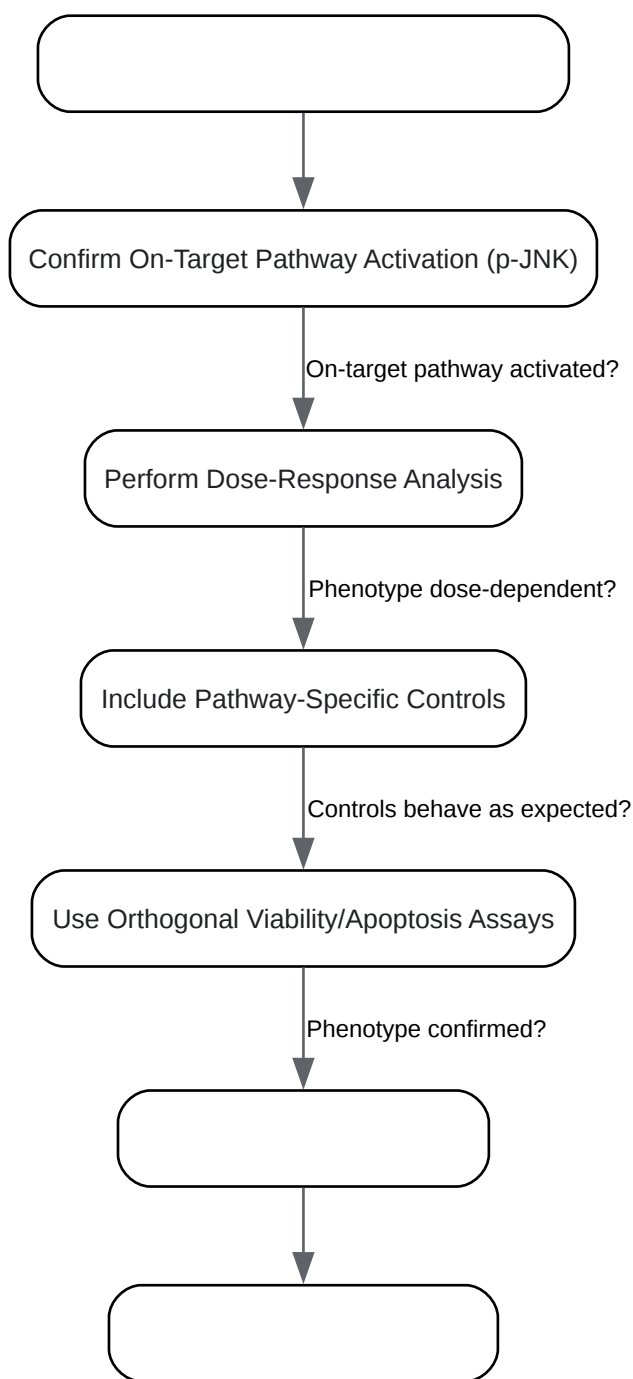 Confirm On-Target Pathway Activation (p-JNK)
On-target pathway activated?
Perform Dose-Response Analysis
Phenotype dose-dependent?
Include Pathway-Specific Controls
Controls behave as expected?
Use Orthogonal Viability/Apoptosis Assays
Phenotype confirmed?